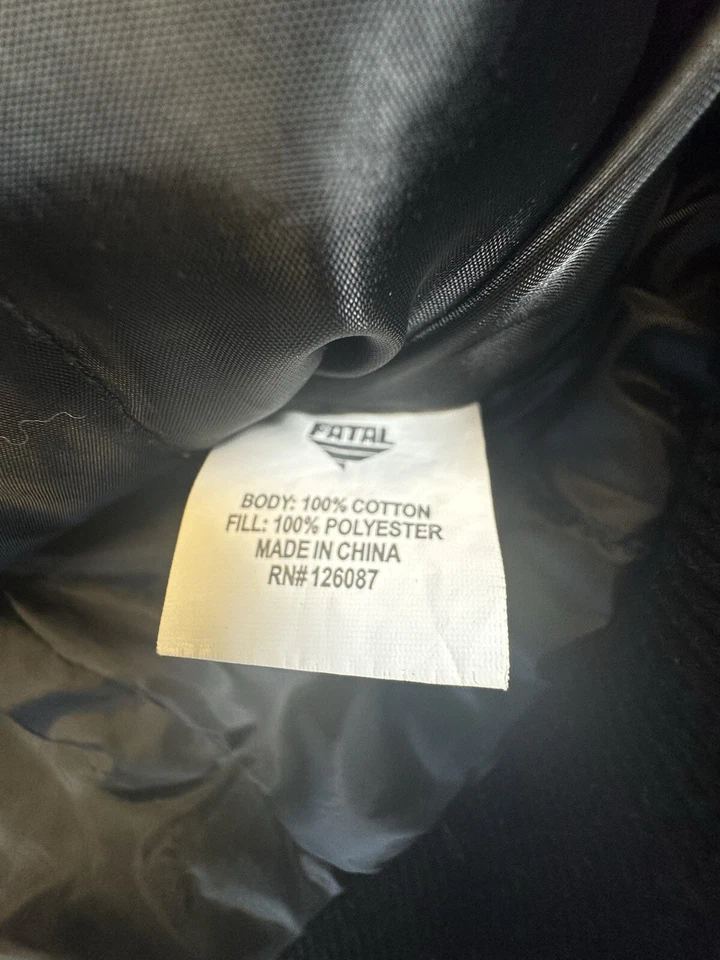 FATAL
BODY: 100% COTTON
FILL: 100% POLYESTER
MADE IN CHINA
RN# 126087